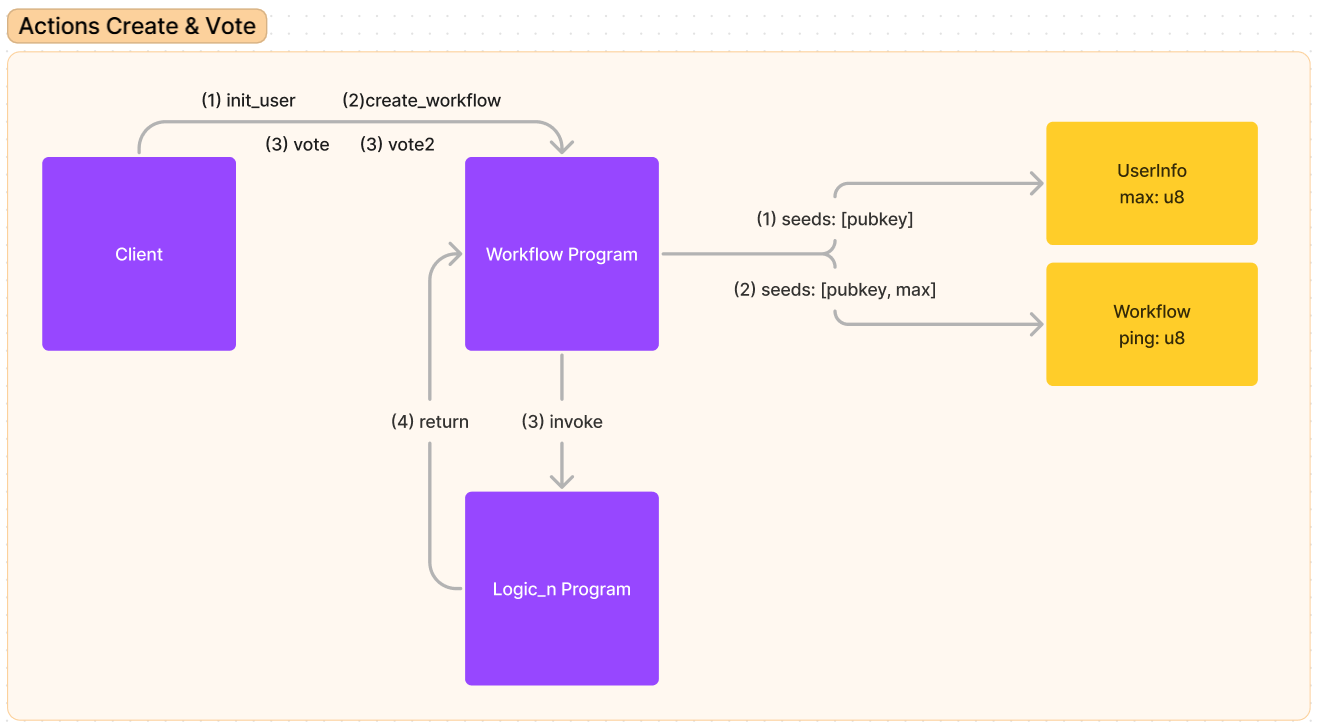 Actions Create & Vote
(1) init_user (2)create_workflow
(3) vote (3) vote2
Client
Workflow Program
(1) seeds: [pubkey]
(2) seeds: [pubkey, max]
UserInfo
max: u8
Workflow
ping: u8
(4) return
(3) invoke
Logic_n Program